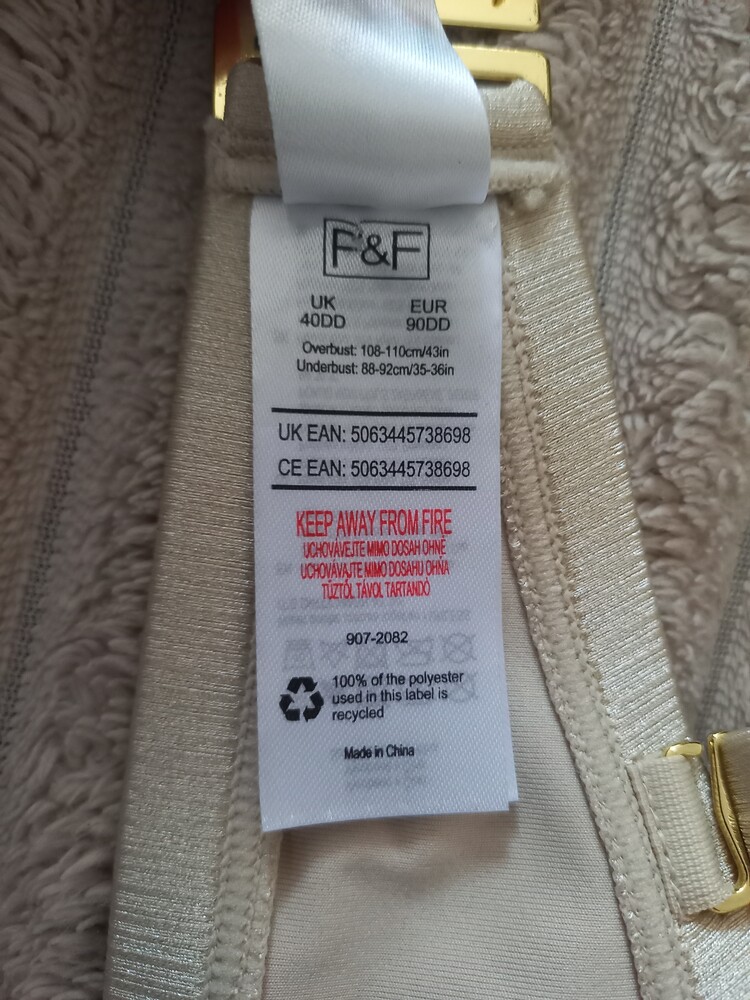 F&F
UK EUR
40DD 90DD
Overbust: 108-110cm/43in
Underbust: 88-92cm/35-36in
UK EAN: 5063445738698
CE EAN: 5063445738698
KEEP AWAY FROM FIRE
UCHOVÁVEJTE MIMO DOSAH OHNĚ
UCHOVÁVAJTE MIMO DOSAHU OHŇA
TŰZTŐL TÁVOL TARTANDÓ
907-2082
100% of the polyester
used in this label is
recycled
Made in China